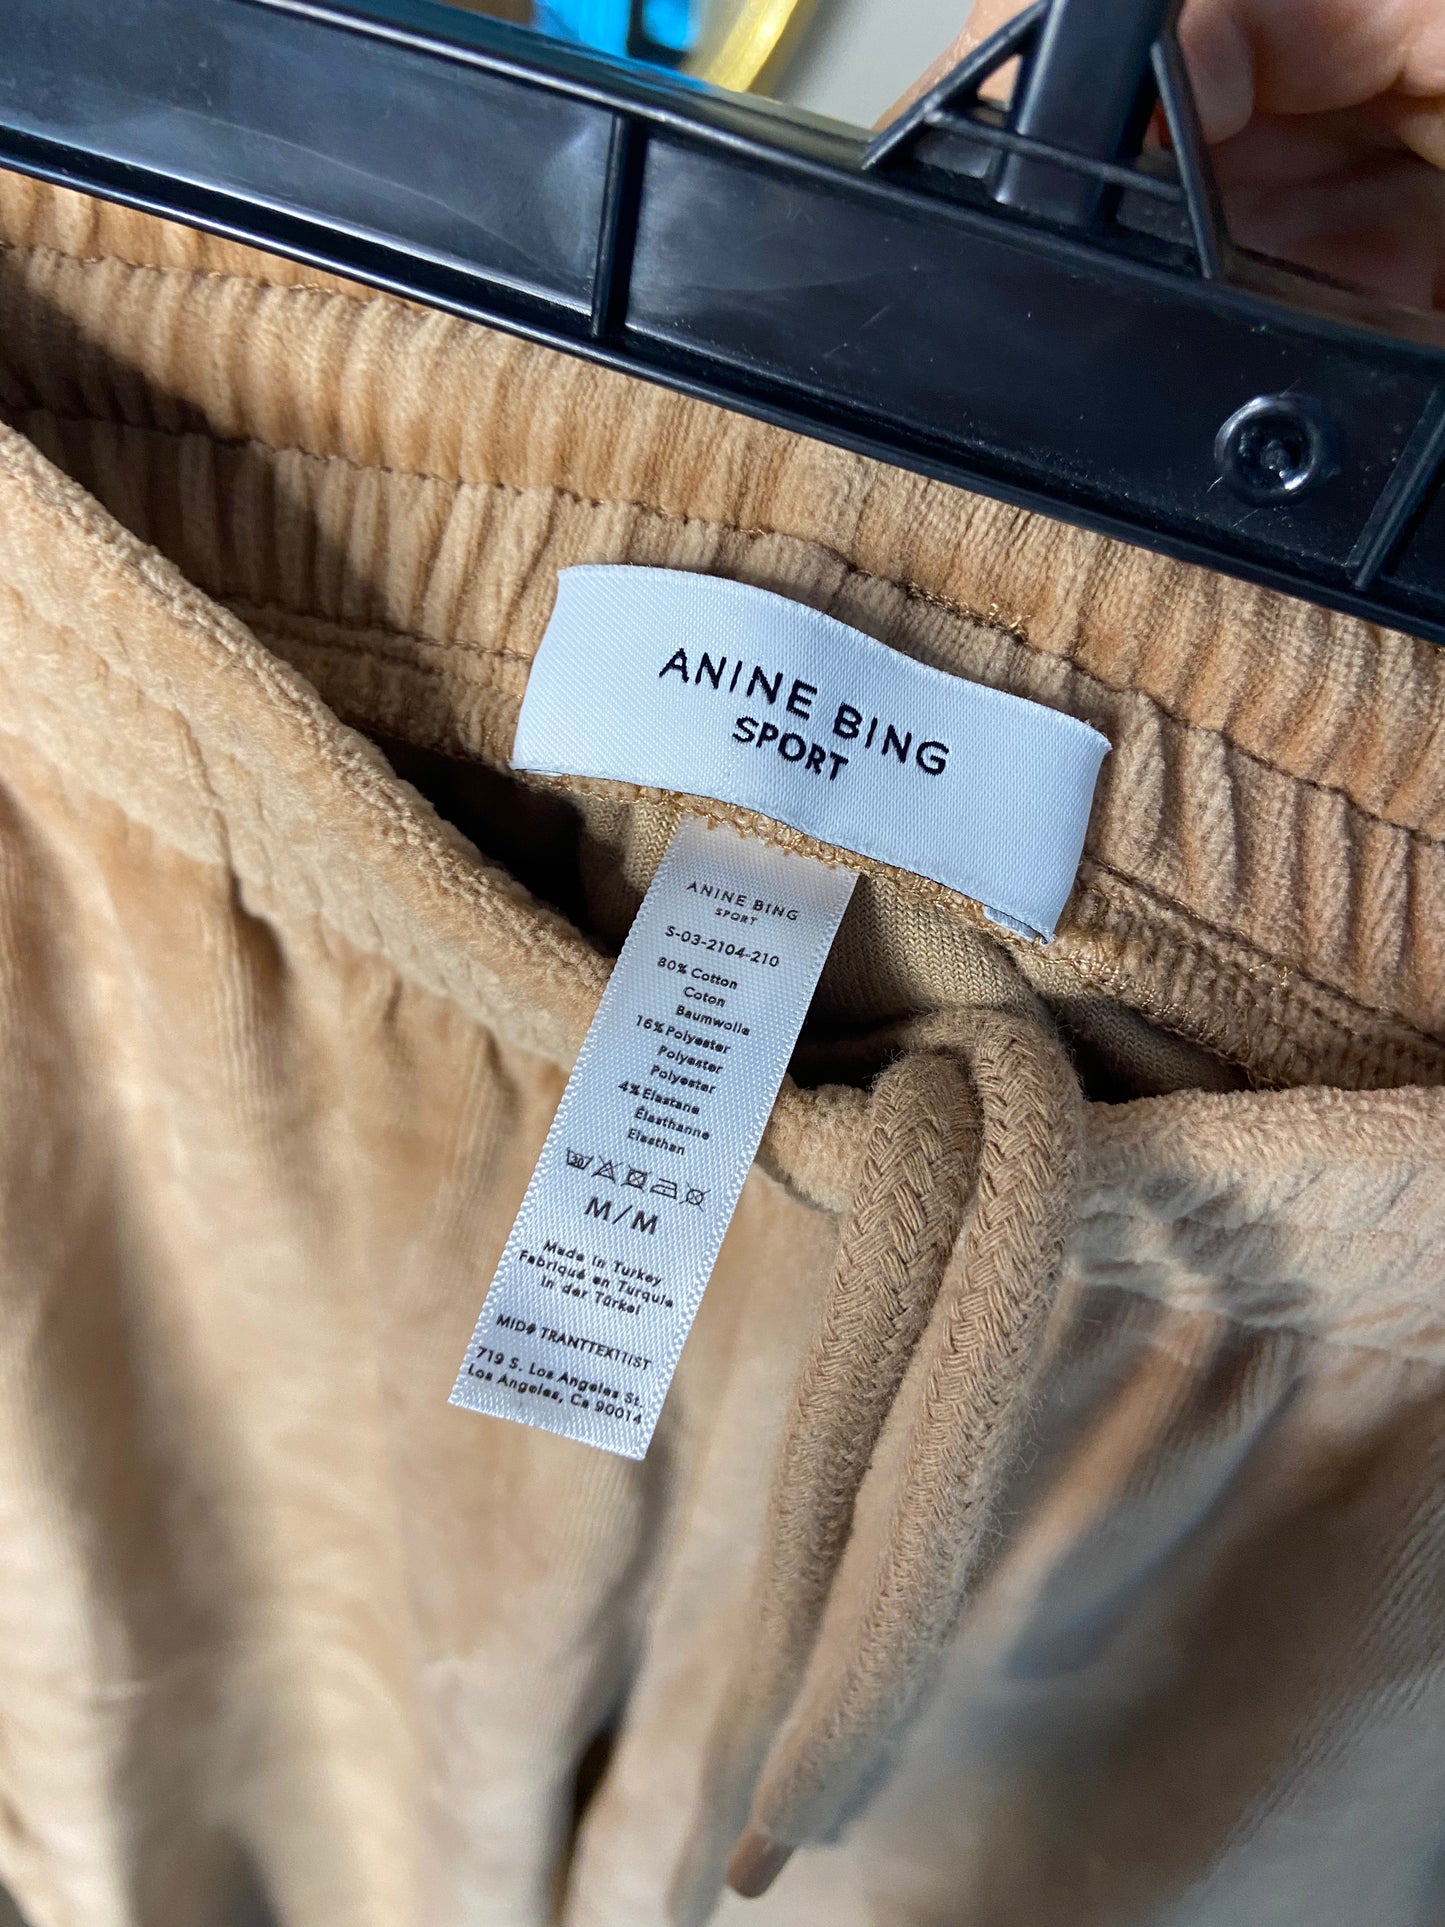 ANINE BING
SPORT
ANINE BING
SPORT
S-03-2104-210
80% Cotton
Coton
Baumwolle
16% Polyester
Polyester
Polyester
4% Elastane
Élasthanne
Elasthan
30
M/M
Made in Turkey
Fabriqué en Turquie
In der Türkei
MID# TRANTTEX11IST
719 S. Los Angeles St.
Los Angeles, Ca 90014